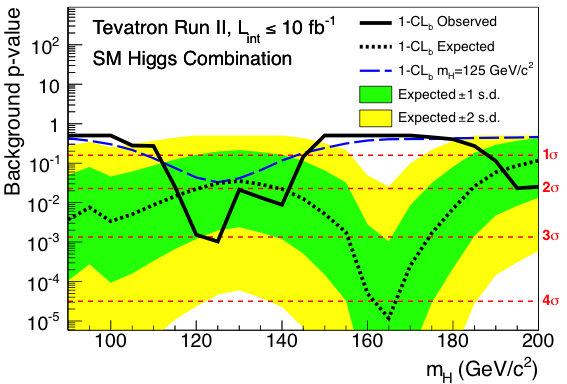 Tevatron Run II, L_int ≤ 10 fb⁻¹
SM Higgs Combination
1-CL_b Observed
1-CL_b Expected
1-CL_b m_H=125 GeV/c²
Expected ±1 s.d.
Expected ±2 s.d.
Background p-value
10²
10
1
10⁻¹
10⁻²
10⁻³
10⁻⁴
10⁻⁵
1σ
2σ
3σ
4σ
100 120 140 160 180 200
m_H (GeV/c²)